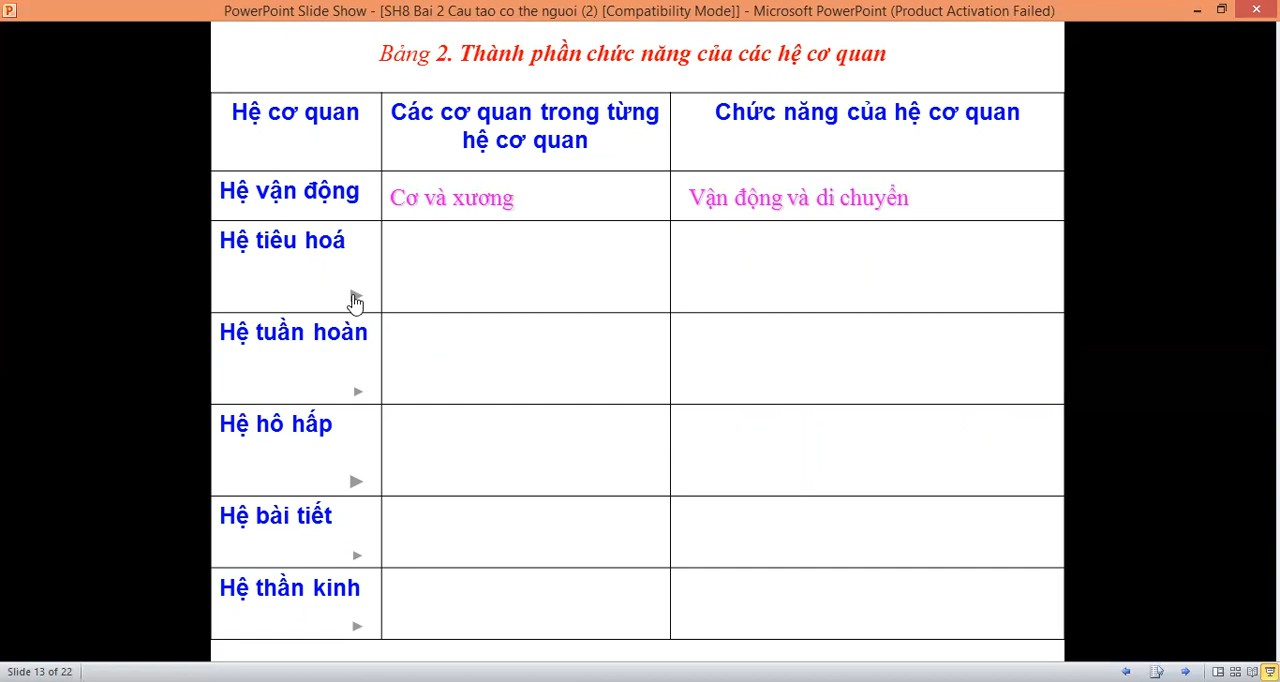 PowerPoint Slide Show - [SH8 Bai 2 Cau tao co the nguoi (2) [Compatibility Mode]] - Microsoft PowerPoint (Product Activation Failed)
Bảng 2. Thành phần chức năng của các hệ cơ quan
Hệ cơ quan
Các cơ quan trong từng
hệ cơ quan
Chức năng của hệ cơ quan
Hệ vận động
Cơ và xương
Vận động và di chuyển
Hệ tiêu hoá
Hệ tuần hoàn
Hệ hô hấp
Hệ bài tiết
Hệ thần kinh
Slide 13 of 22